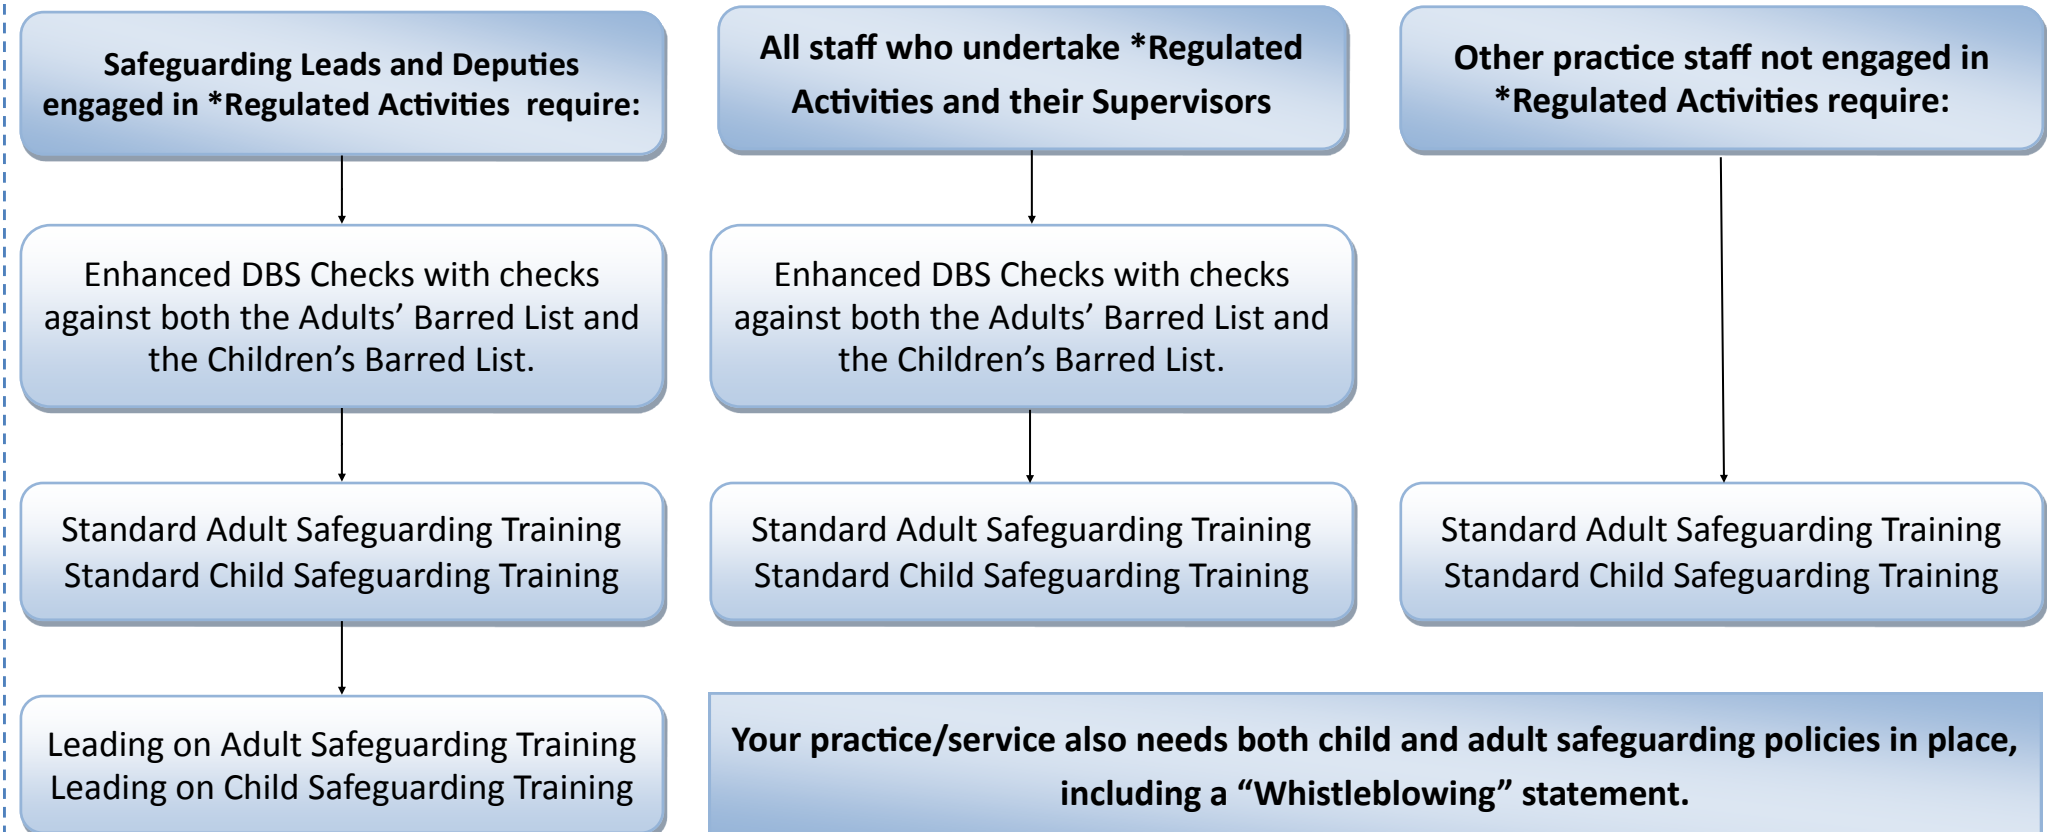 Safeguarding Leads and Deputies
engaged in *Regulated Activities  require:
Enhanced DBS Checks with checks
against both the Adults’ Barred List and
the Children’s Barred List.
Standard Adult Safeguarding Training
Standard Child Safeguarding Training
Leading on Adult Safeguarding Training
Leading on Child Safeguarding Training
All staff who undertake *Regulated
Activities and their Supervisors
Enhanced DBS Checks with checks
against both the Adults’ Barred List and
the Children’s Barred List.
Standard Adult Safeguarding Training
Standard Child Safeguarding Training
Other practice staff not engaged in
*Regulated Activities require:
Standard Adult Safeguarding Training
Standard Child Safeguarding Training
Your practice/service also needs both child and adult safeguarding policies in place,
including a “Whistleblowing” statement.